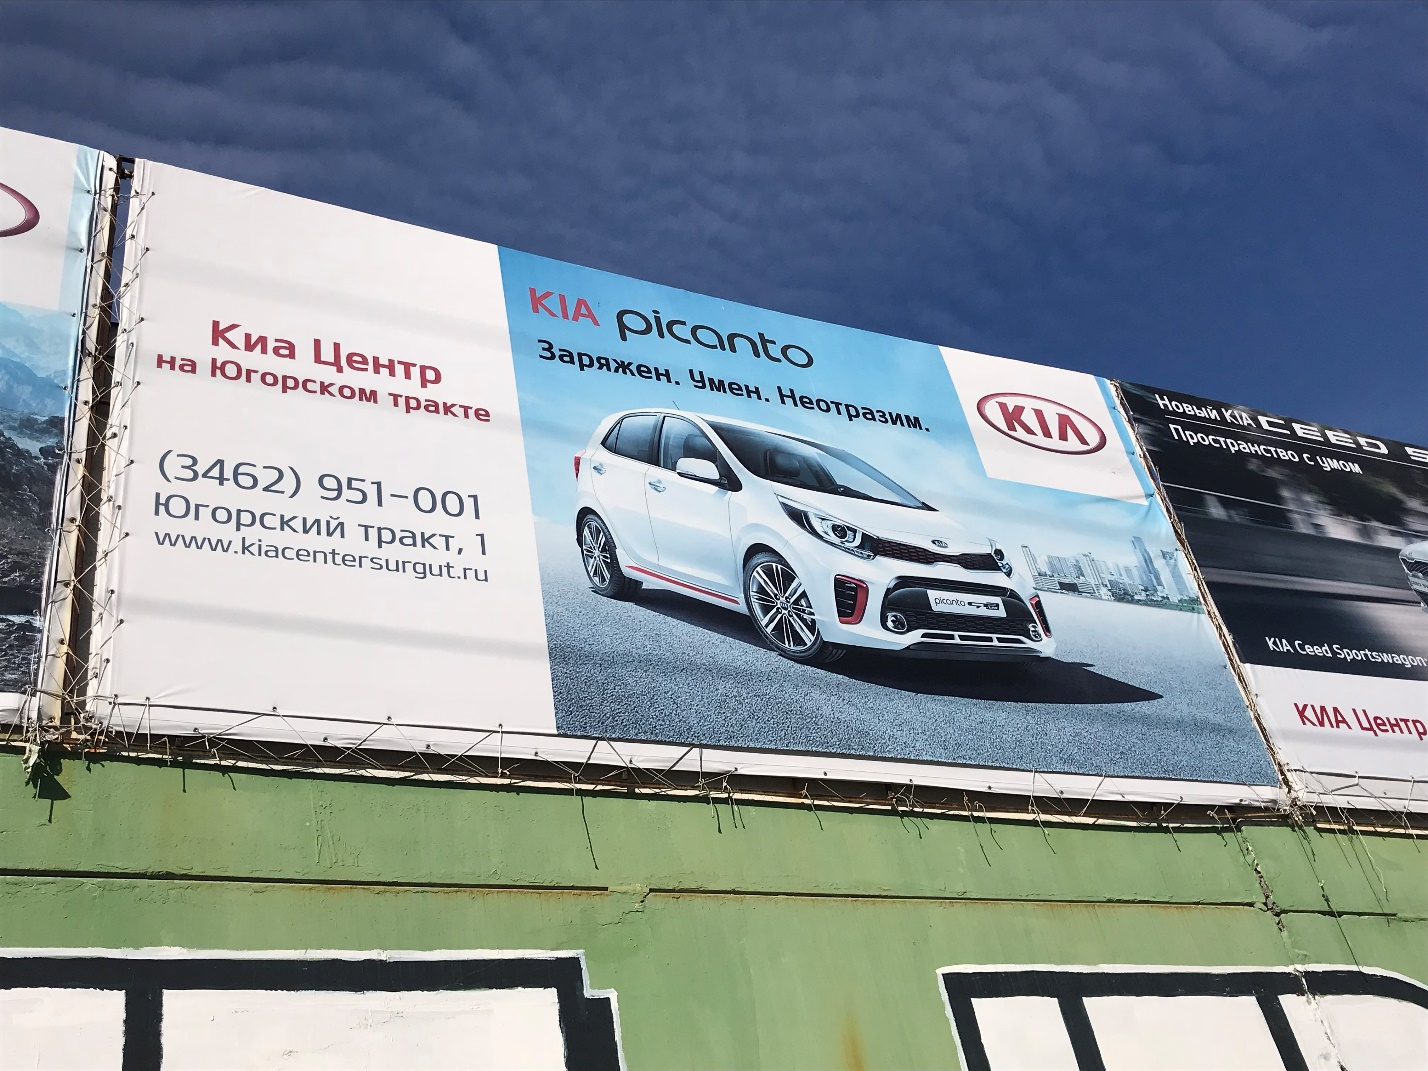 Киа Центр
на Югорском тракте
(3462) 951-001
Югорский тракт, 1
www.kiacentersurgut.ru
KIA picanto
Заряжен. Умен. Неотразим.
KIA
picanto
Новый KIA CEED
Пространство с умом
KIA Ceed Sportswagon
КИА Центр